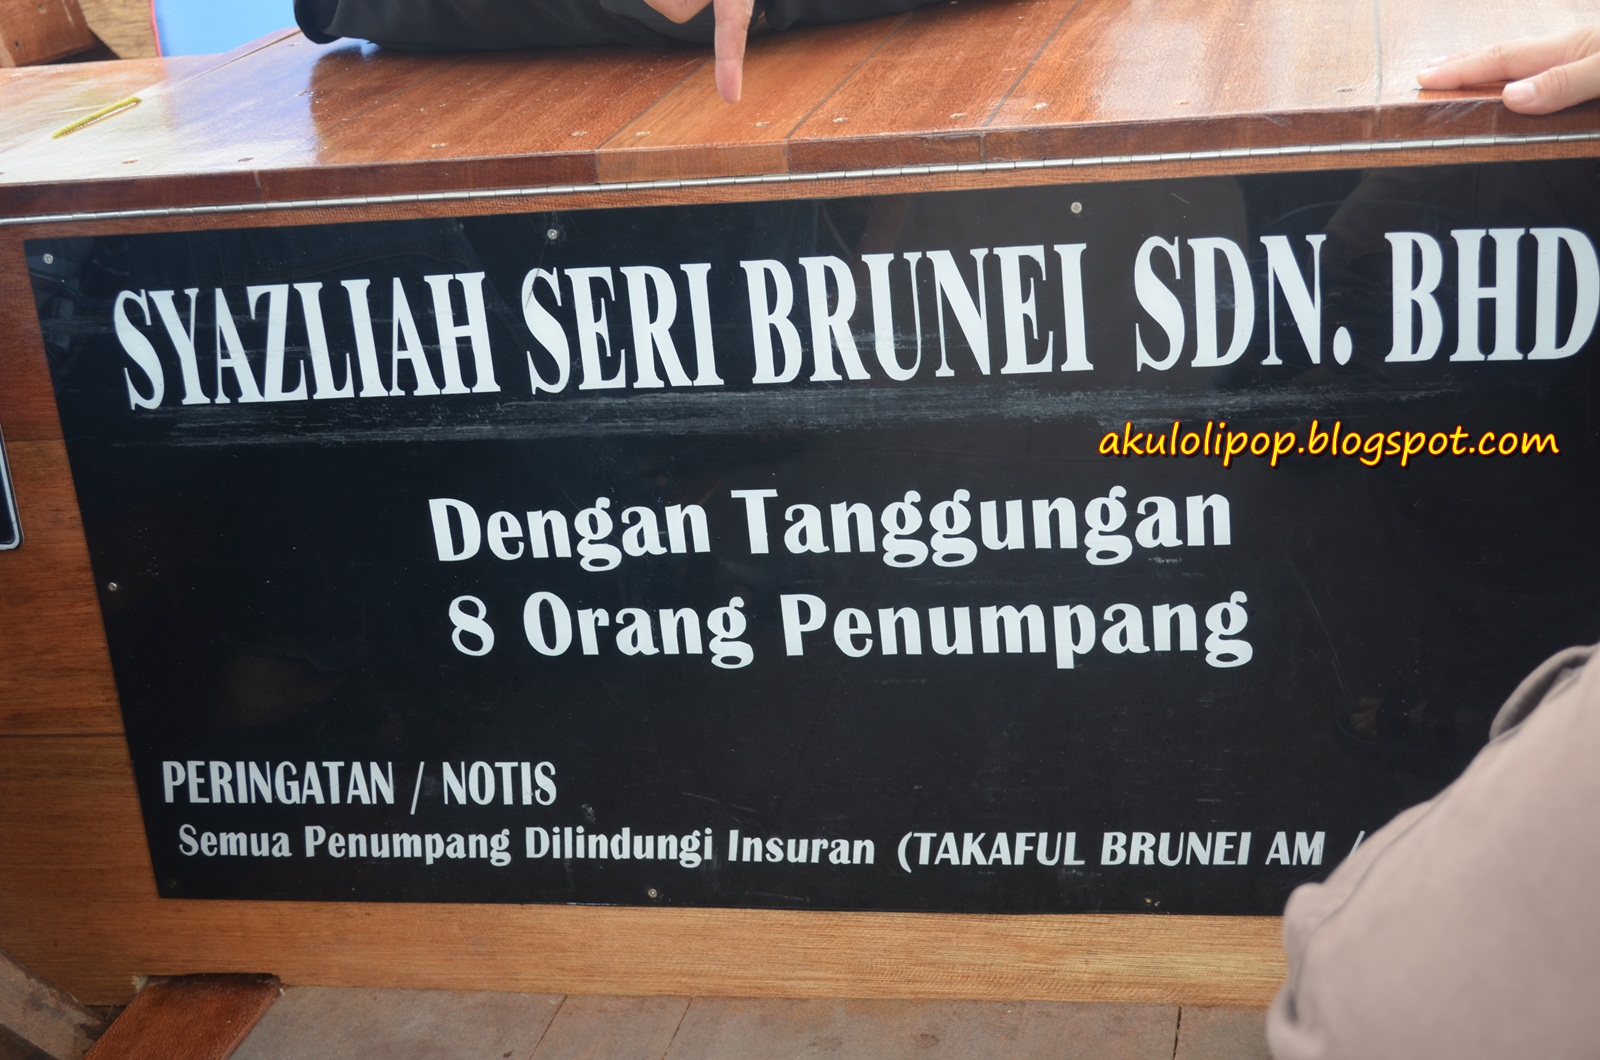 SYAZLIAH SERI BRUNEI SDN. BHD
akulolipop.blogspot.com
Dengan Tanggungan
8 Orang Penumpang
PERINGATAN / NOTIS
Semua Penumpang Dilindungi Insuran (TAKAFUL BRUNEI AM /